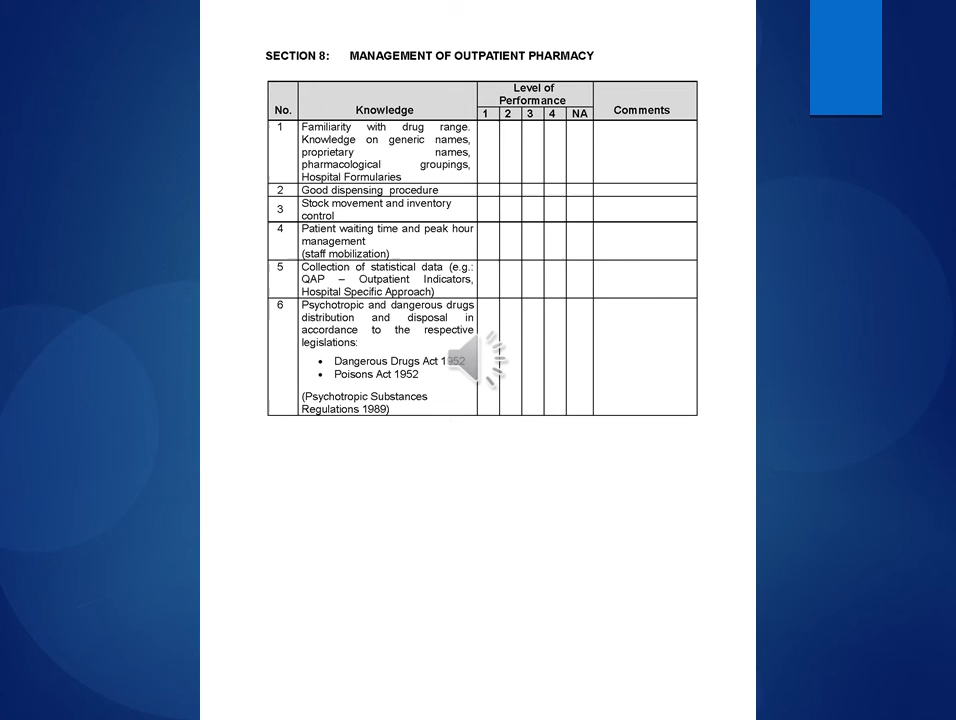 SECTION 8: MANAGEMENT OF OUTPATIENT PHARMACY
No. Knowledge Level of Performance Comments
1 2 3 4 NA
1 Familiarity with drug range.
Knowledge on generic names,
proprietary names,
pharmacological groupings,
Hospital Formularies
2 Good dispensing procedure
3 Stock movement and inventory
control
4 Patient waiting time and peak hour
management
(staff mobilization)
5 Collection of statistical data (e.g.:
QAP – Outpatient Indicators,
Hospital Specific Approach)
6 Psychotropic and dangerous drugs
distribution and disposal in
accordance to the respective
legislations:
• Dangerous Drugs Act 1952
• Poisons Act 1952
(Psychotropic Substances
Regulations 1989)